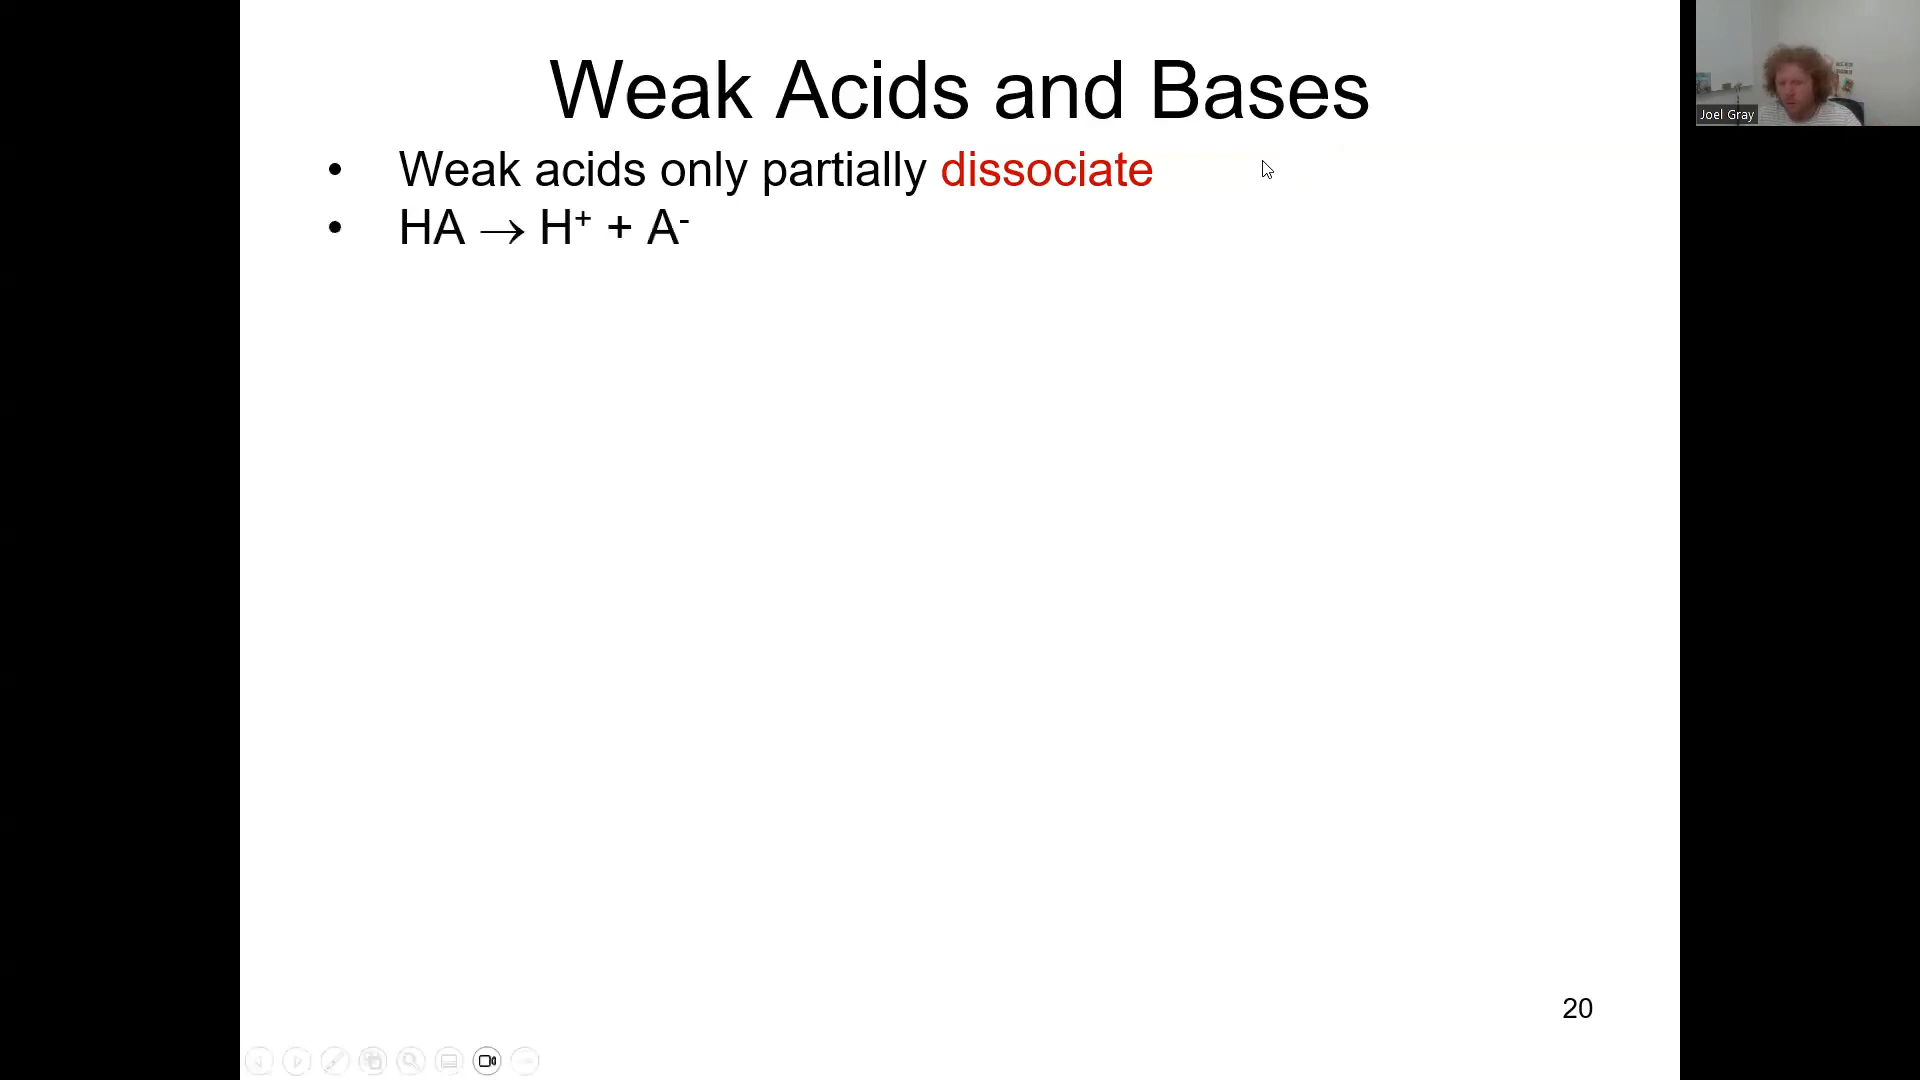 Weak Acids and Bases
• Weak acids only partially dissociate
• HA → H⁺ + A⁻
20
Joel Gray